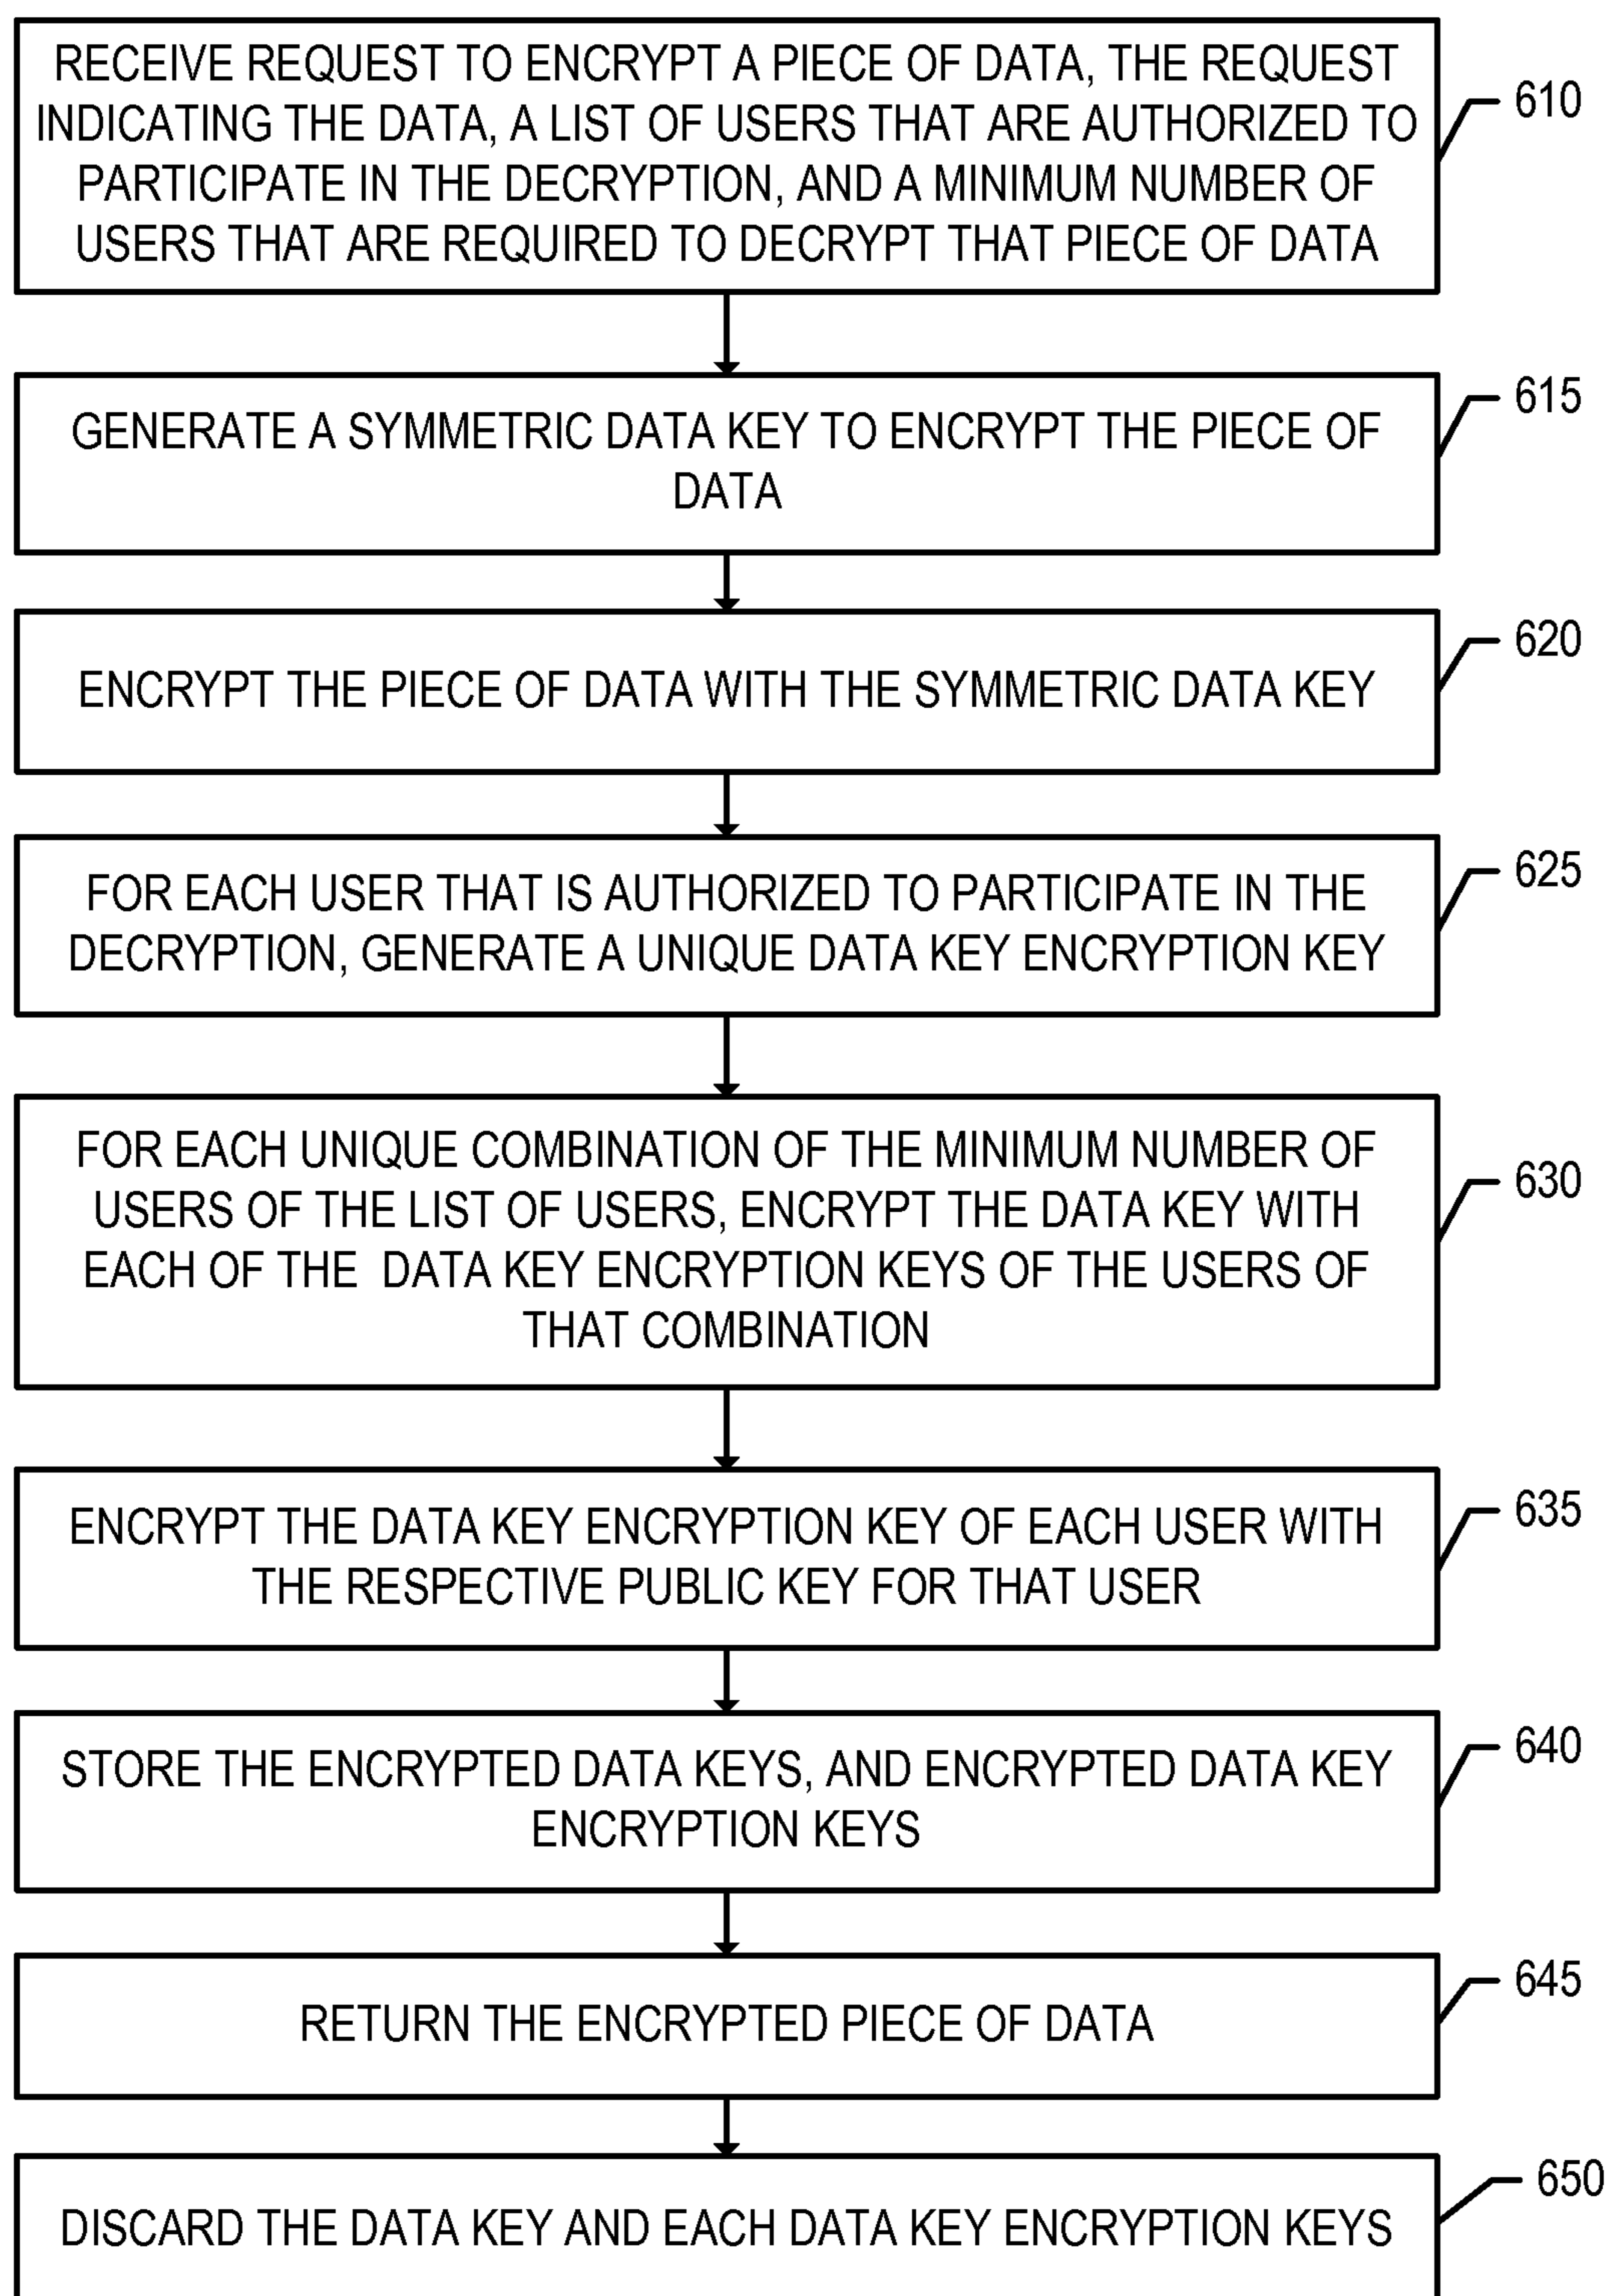 RECEIVE REQUEST TO ENCRYPT A PIECE OF DATA, THE REQUEST
INDICATING THE DATA, A LIST OF USERS THAT ARE AUTHORIZED TO
PARTICIPATE IN THE DECRYPTION, AND A MINIMUM NUMBER OF
USERS THAT ARE REQUIRED TO DECRYPT THAT PIECE OF DATA
610
GENERATE A SYMMETRIC DATA KEY TO ENCRYPT THE PIECE OF
DATA
615
ENCRYPT THE PIECE OF DATA WITH THE SYMMETRIC DATA KEY
620
FOR EACH USER THAT IS AUTHORIZED TO PARTICIPATE IN THE
DECRYPTION, GENERATE A UNIQUE DATA KEY ENCRYPTION KEY
625
FOR EACH UNIQUE COMBINATION OF THE MINIMUM NUMBER OF
USERS OF THE LIST OF USERS, ENCRYPT THE DATA KEY WITH
EACH OF THE DATA KEY ENCRYPTION KEYS OF THE USERS OF
THAT COMBINATION
630
ENCRYPT THE DATA KEY ENCRYPTION KEY OF EACH USER WITH
THE RESPECTIVE PUBLIC KEY FOR THAT USER
635
STORE THE ENCRYPTED DATA KEYS, AND ENCRYPTED DATA KEY
ENCRYPTION KEYS
640
RETURN THE ENCRYPTED PIECE OF DATA
645
DISCARD THE DATA KEY AND EACH DATA KEY ENCRYPTION KEYS
650